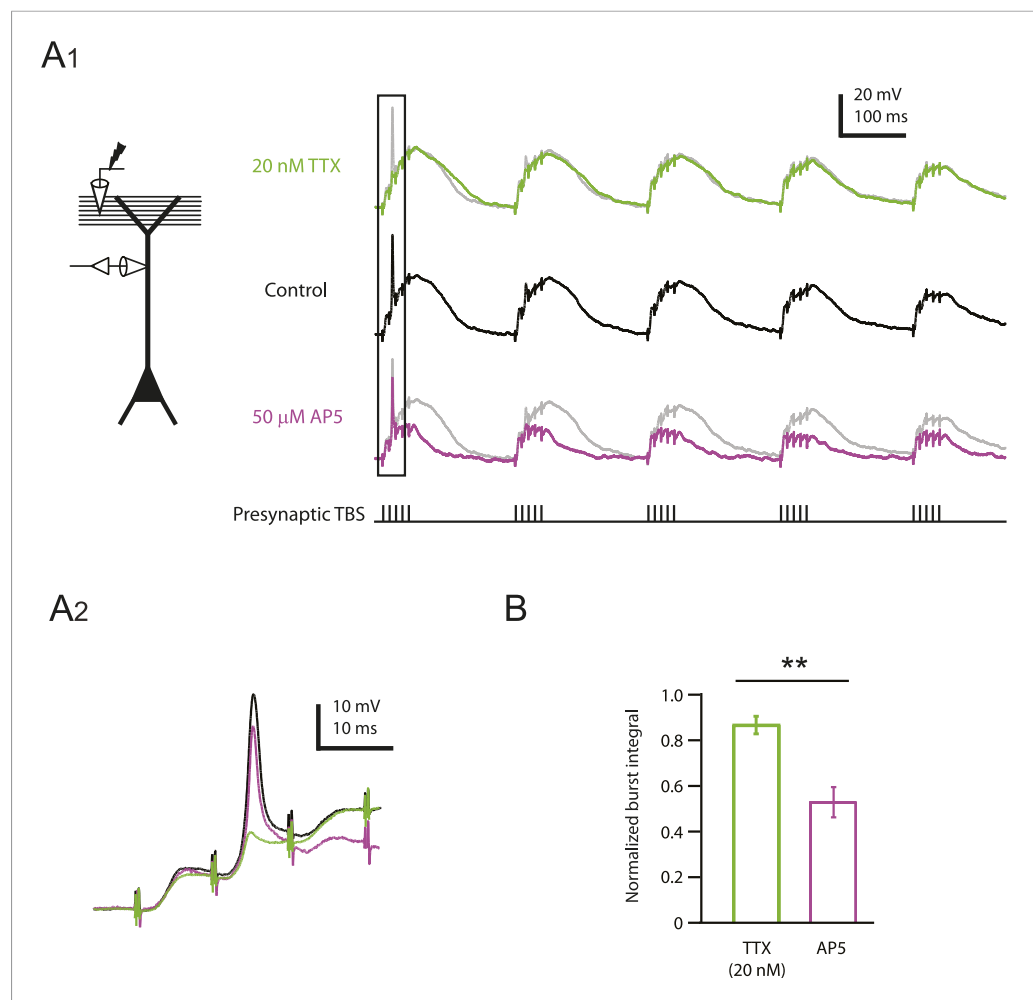 A1
20 mV
100 ms
20 nM TTX
Control
50 µM AP5
Presynaptic TBS
A2
10 mV
10 ms
B
**
Normalized burst integral
1.0
0.8
0.6
0.4
0.2
0
TTX
(20 nM)
AP5